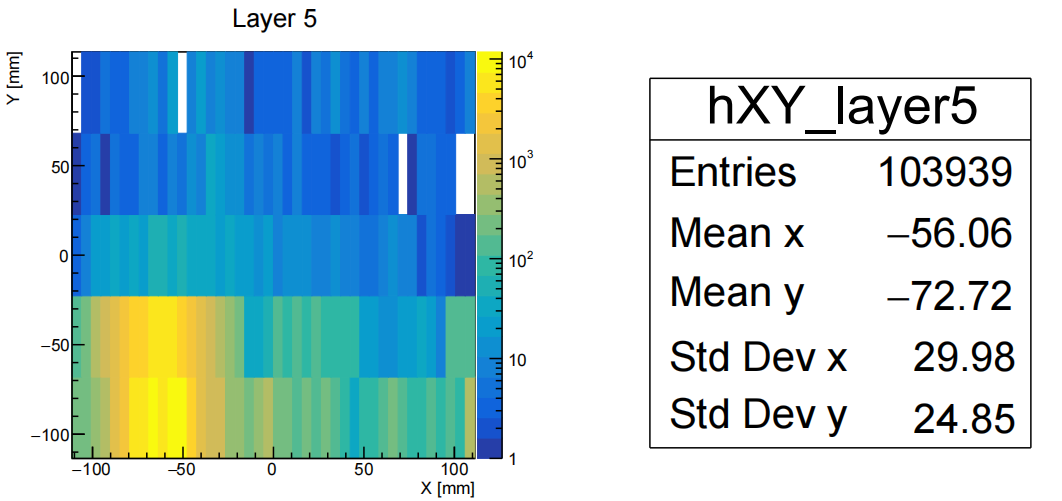 Layer 5
Y [mm]
100
50
0
−50
−100
−100 −50 0 50 100
X [mm]
10⁴
10³
10²
10
1
hXY_layer5
Entries 103939
Mean x −56.06
Mean y −72.72
Std Dev x 29.98
Std Dev y 24.85